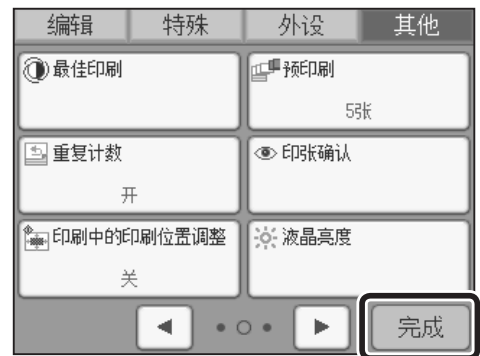 编辑 特殊 外设 其他
最佳印刷 预印刷
5张
重复计数 印张确认
开
印刷中的印刷位置调整 液晶亮度
关
完成